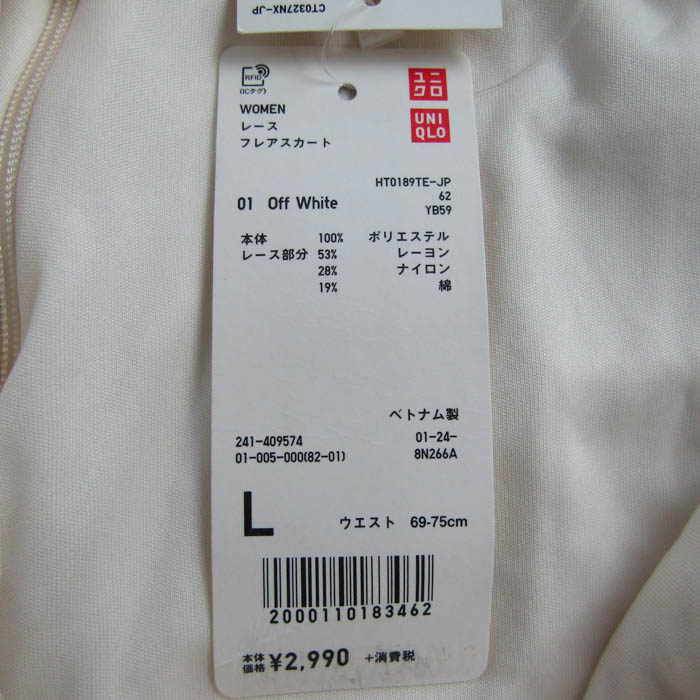 CT0327NX-JP
RFID
(ICタグ)
ユニ
クロ
UNI
QLO
WOMEN
レース
フレアスカート
HT0189TE-JP
01 Off White 62
YB59
本体 100% ポリエステル
レース部分 53% レーヨン
28% ナイロン
19% 綿
ベトナム製
241-409574 01-24-
01-005-000(82-01) 8N266A
L ウエスト 69-75cm
2000110183462
本体
価格 ¥2,990 +消費税